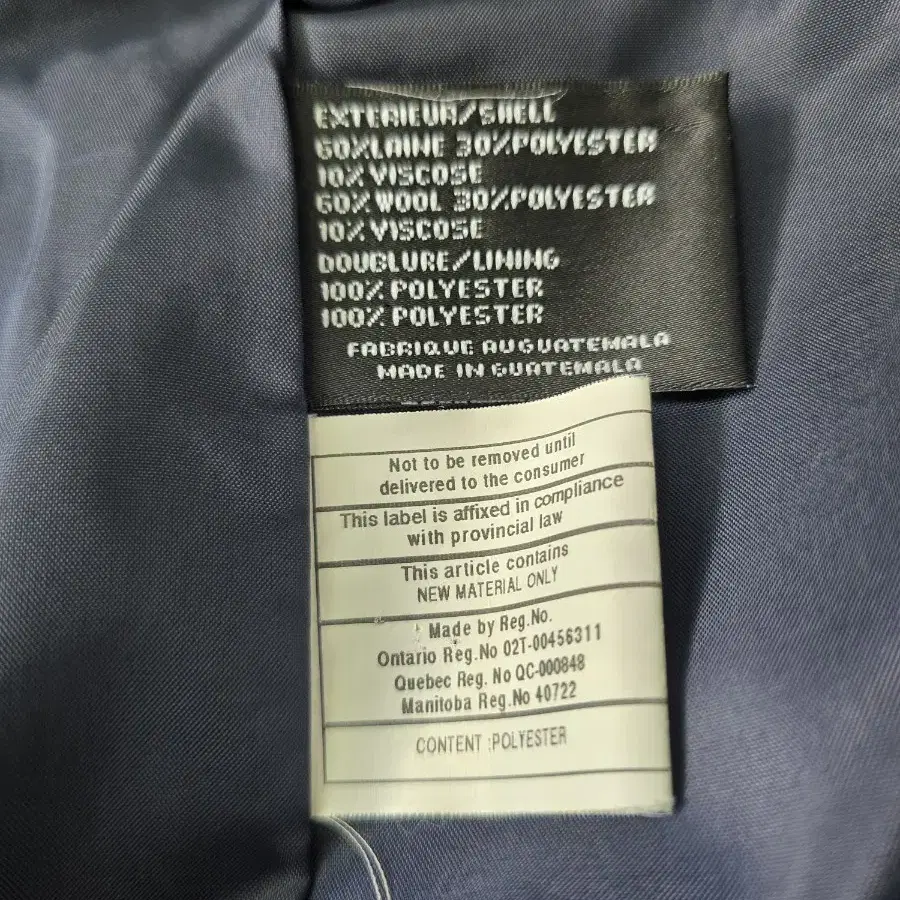 EXTERIEUR/SHELL
60%LAINE 30%POLYESTER
10%VISCOSE
60%WOOL 30%POLYESTER
10%VISCOSE
DOUBLURE/LINING
100%POLYESTER
100%POLYESTER
FABRIQUE AUGUATEMALA
MADE IN GUATEMALA
Not to be removed until
delivered to the consumer
This label is affixed in compliance
with provincial law
This article contains
NEW MATERIAL ONLY
Made by Reg.No.
Ontario Reg.No 02T-00456311
Quebec Reg. No QC-000848
Manitoba Reg.No 40722
CONTENT :POLYESTER